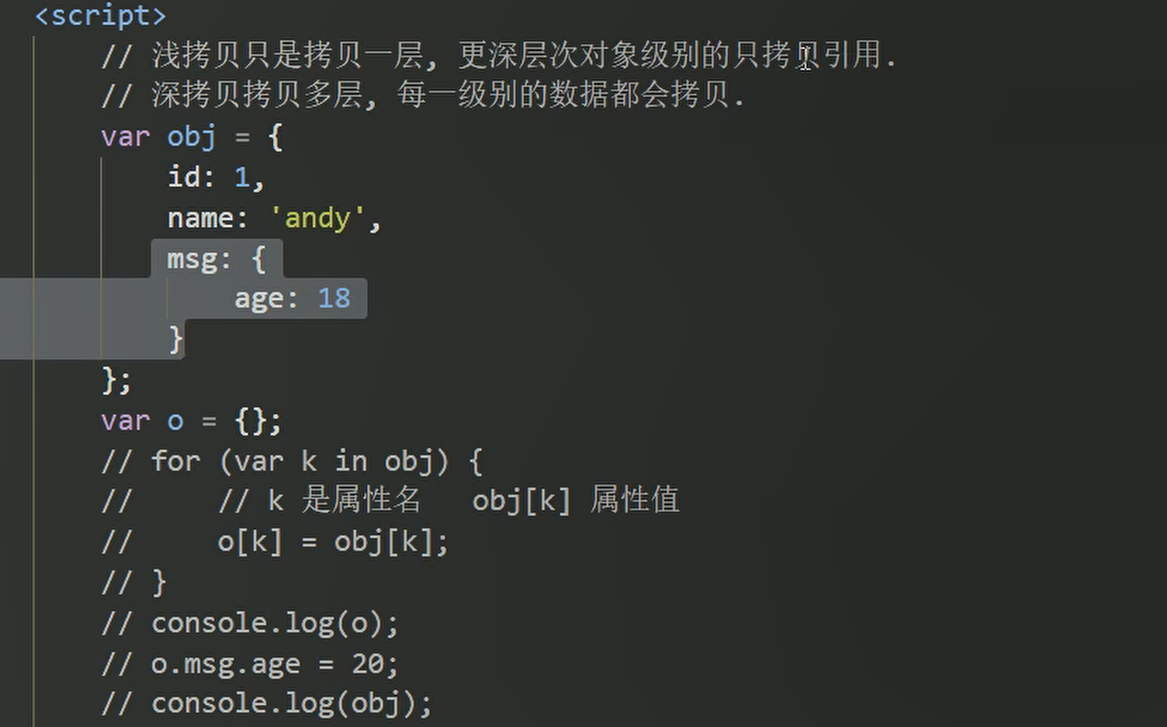 <script>
// 浅拷贝只是拷贝一层, 更深层次对象级别的只拷贝引用.
// 深拷贝拷贝多层, 每一级别的数据都会拷贝.
var obj = {
id: 1,
name: 'andy',
msg: {
age: 18
}
};
var o = {};
// for (var k in obj) {
//     // k 是属性名   obj[k] 属性值
//     o[k] = obj[k];
// }
// console.log(o);
// o.msg.age = 20;
// console.log(obj);